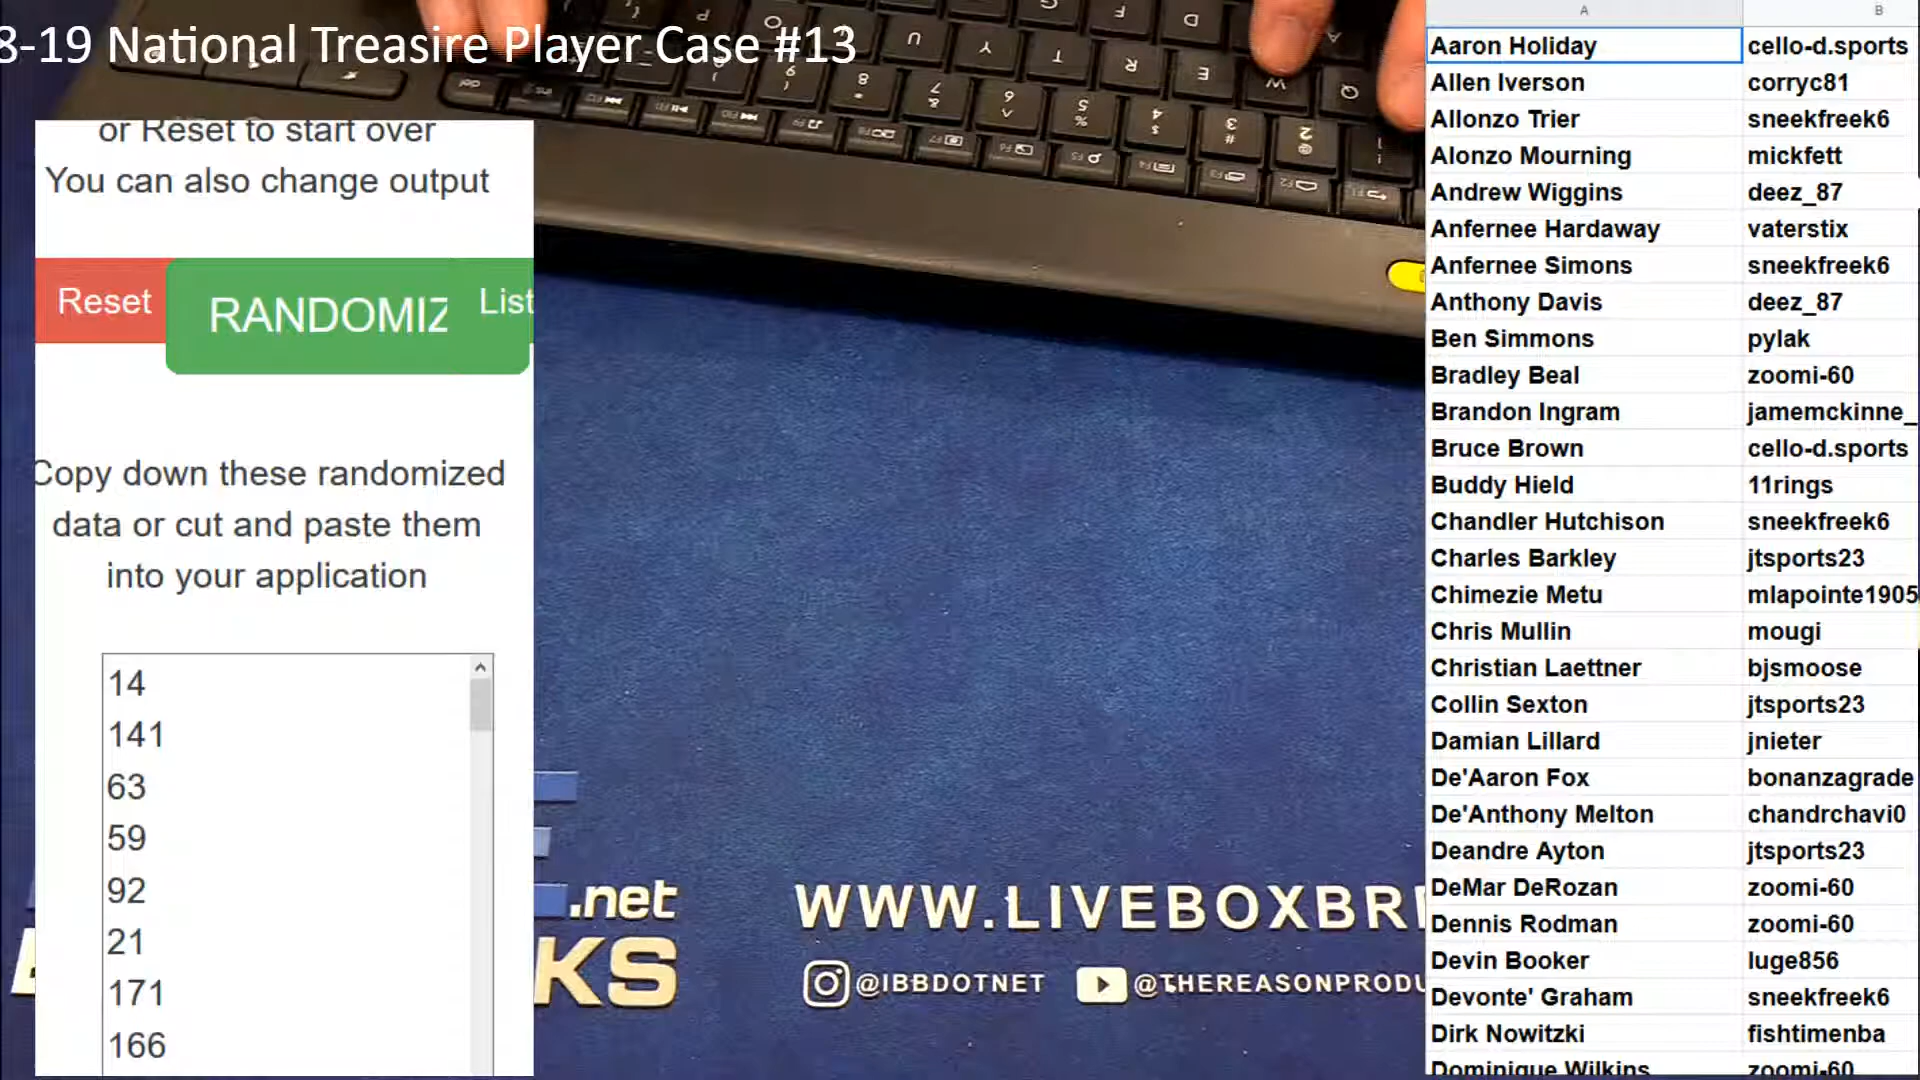 8-19 National Treasire Player Case #13
or Reset to start over
You can also change output
Reset
RANDOMIZ
List
Copy down these randomized
data or cut and paste them
into your application
14
141
63
59
92
21
171
166
.net
KS
WWW.LIVEBOXBR
@IBBDOTNET
@THEREASONPRODU
A B
Aaron Holiday cello-d.sports
Allen Iverson corryc81
Allonzo Trier sneekfreek6
Alonzo Mourning mickfett
Andrew Wiggins deez_87
Anfernee Hardaway vaterstix
Anfernee Simons sneekfreek6
Anthony Davis deez_87
Ben Simmons pylak
Bradley Beal zoomi-60
Brandon Ingram jamemckinne_
Bruce Brown cello-d.sports
Buddy Hield 11rings
Chandler Hutchison sneekfreek6
Charles Barkley jtsports23
Chimezie Metu mlapointe1905
Chris Mullin mougi
Christian Laettner bjsmoose
Collin Sexton jtsports23
Damian Lillard jnieter
De'Aaron Fox bonanzagrade
De'Anthony Melton chandrchavi0
Deandre Ayton jtsports23
DeMar DeRozan zoomi-60
Dennis Rodman zoomi-60
Devin Booker luge856
Devonte' Graham sneekfreek6
Dirk Nowitzki fishtimenba
Dominique Wilkins zoomi-60